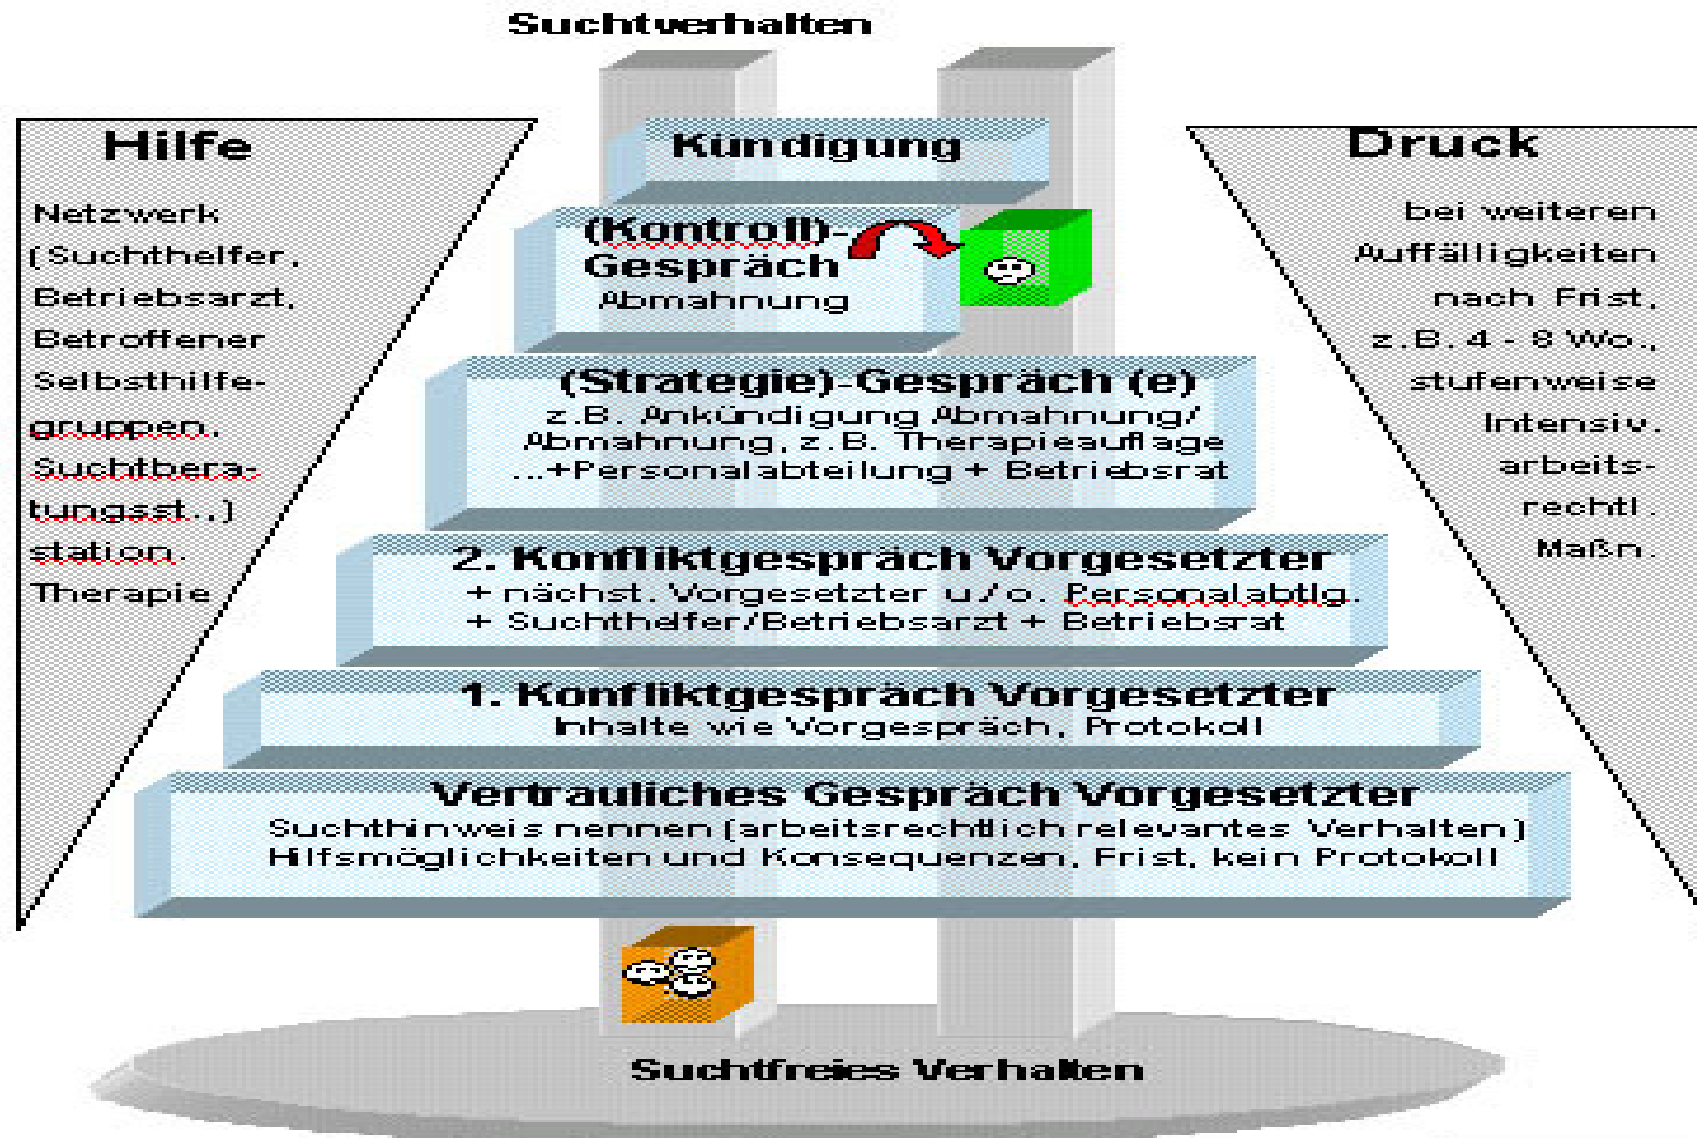 Suchtverhalten
Hilfe
Netzwerk
(Suchthelfer,
Betriebsarzt,
Betroffener
Selbsthilfe-
gruppen,
Suchtbera-
tungsst.,)
station.
Therapie
Kündigung
(Kontroll)-
Gespräch
Abmahnung
(Strategie)-Gespräch (e)
z.B. Ankündigung Abmahnung/
Abmahnung, z.B. Therapieauflage
...+Personalabteilung + Betriebsrat
2. Konfliktgespräch Vorgesetzter
+ nächst. Vorgesetzter u/o. Personalabtlg.
+ Suchthelfer/Betriebsarzt + Betriebsrat
1. Konfliktgespräch Vorgesetzter
Inhalte wie Vorgespräch, Protokoll
Vertrauliches Gespräch Vorgesetzter
Suchthinweis nennen (arbeitsrechtlich relevantes Verhalten)
Hilfsmöglichkeiten und Konsequenzen, Frist, kein Protokoll
Druck
bei weiteren
Auffälligkeiten
nach Frist,
z.B. 4 - 8 Wo.,
stufenweise
Intensiv.
arbeits-
rechtl.
Maßn.
Suchtfreies Verhalten